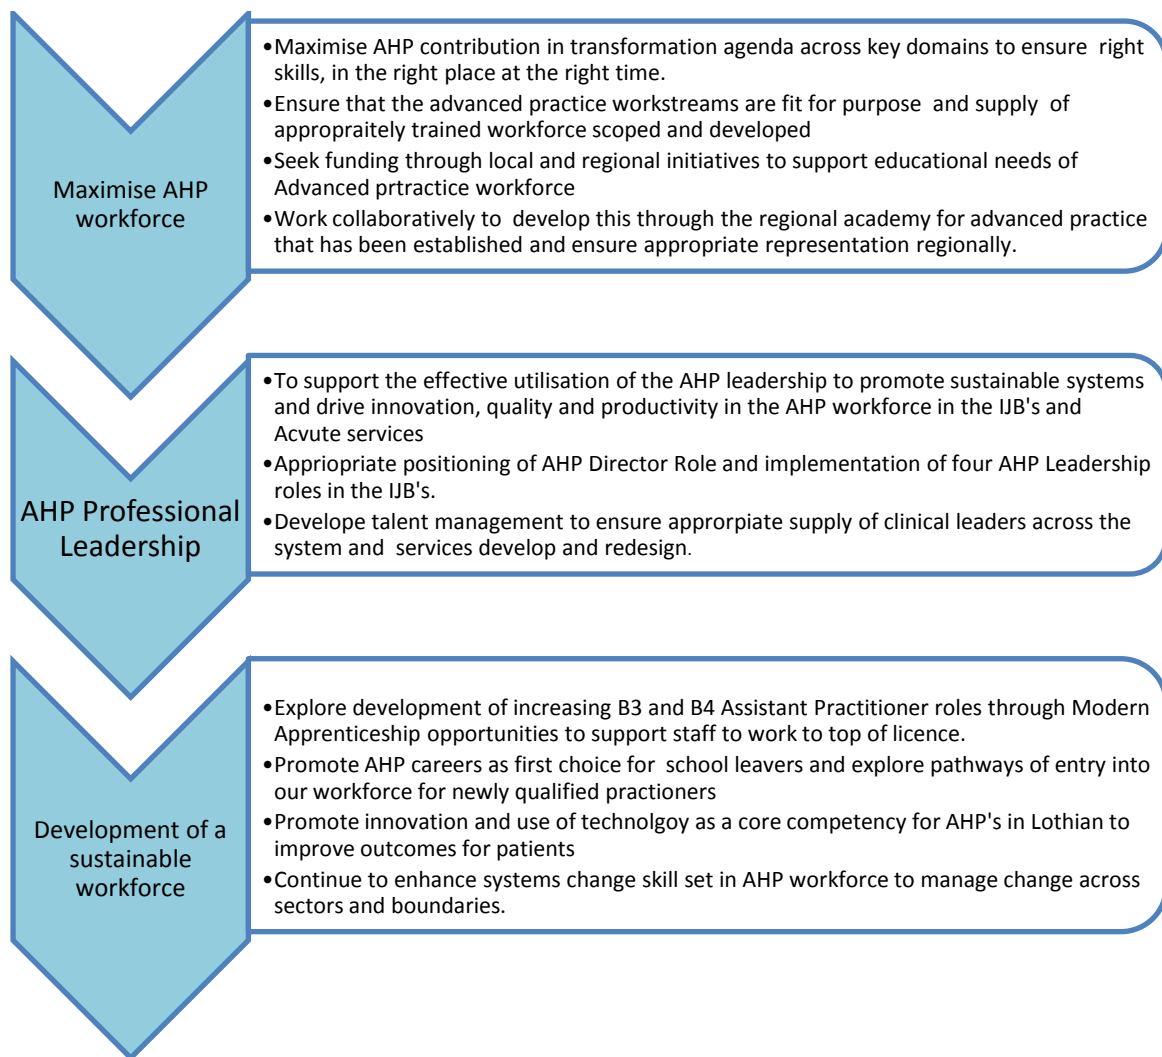 Maximise AHP
workforce
•Maximise AHP contribution in transformation agenda across key domains to ensure right
skills, in the right place at the right time.
•Ensure that the advanced practice workstreams are fit for purpose and supply of
appropraitely trained workforce scoped and developed
•Seek funding through local and regional initiatives to support educational needs of
Advanced prtractice workforce
•Work collaboratively to develop this through the regional academy for advanced practice
that has been established and ensure appropriate representation regionally.
AHP Professional
Leadership
•To support the effective utilisation of the AHP leadership to promote sustainable systems
and drive innovation, quality and productivity in the AHP workforce in the IJB's and
Acvute services
•Appriopriate positioning of AHP Director Role and implementation of four AHP Leadership
roles in the IJB's.
•Develope talent management to ensure approrpiate supply of clinical leaders across the
system and services develop and redesign.
Development of a
sustainable
workforce
•Explore development of increasing B3 and B4 Assistant Practitioner roles through Modern
Apprenticeship opportunities to support staff to work to top of licence.
•Promote AHP careers as first choice for school leavers and explore pathways of entry into
our workforce for newly qualified practioners
•Promote innovation and use of technolgoy as a core competency for AHP's in Lothian to
improve outcomes for patients
•Continue to enhance systems change skill set in AHP workforce to manage change across
sectors and boundaries.